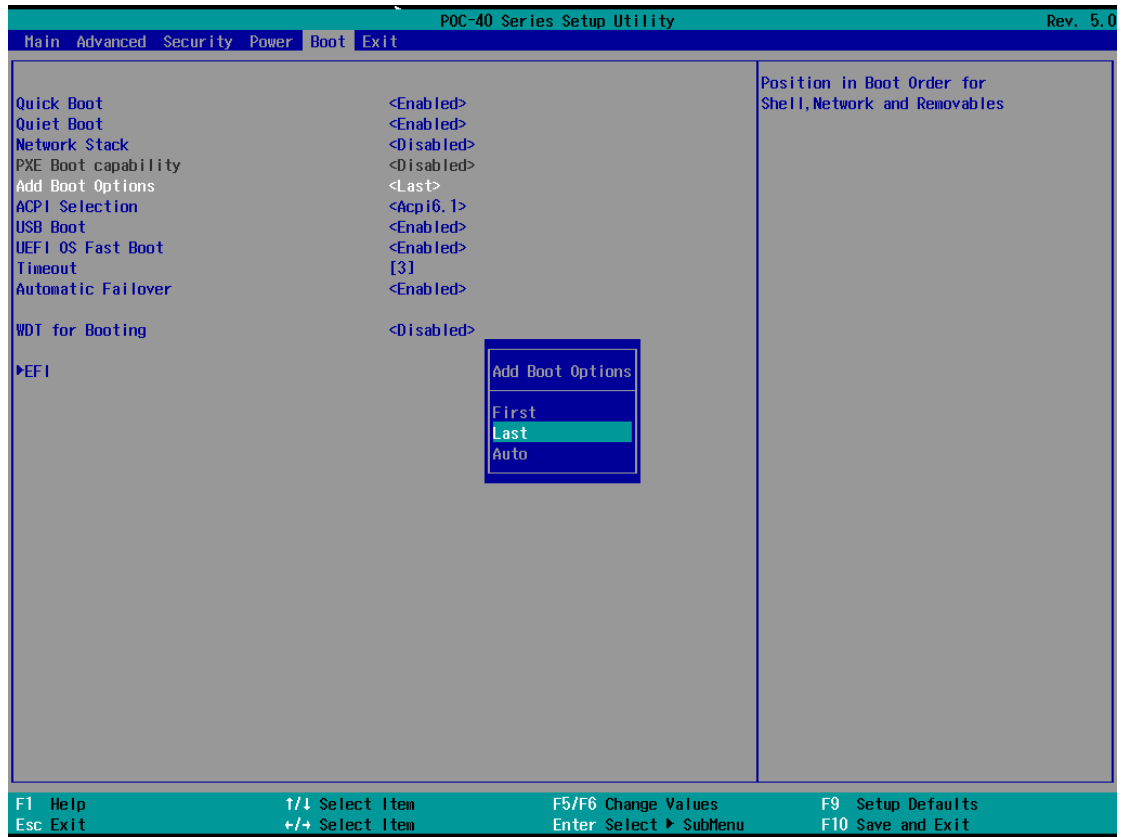 POC-40 Series Setup Utility Rev. 5.0
Main Advanced Security Power Boot Exit
Position in Boot Order for
Shell,Network and Removables
Quick Boot <Enabled>
Quiet Boot <Enabled>
Network Stack <Disabled>
PXE Boot capability <Disabled>
Add Boot Options <Last>
ACPI Selection <Acpi6.1>
USB Boot <Enabled>
UEFI OS Fast Boot <Enabled>
Timeout [3]
Automatic Failover <Enabled>
WDT for Booting <Disabled>
▶EFI
Add Boot Options
First
Last
Auto
F1 Help ↑/↓ Select Item F5/F6 Change Values F9 Setup Defaults
Esc Exit ←/→ Select Item Enter Select ▶ SubMenu F10 Save and Exit